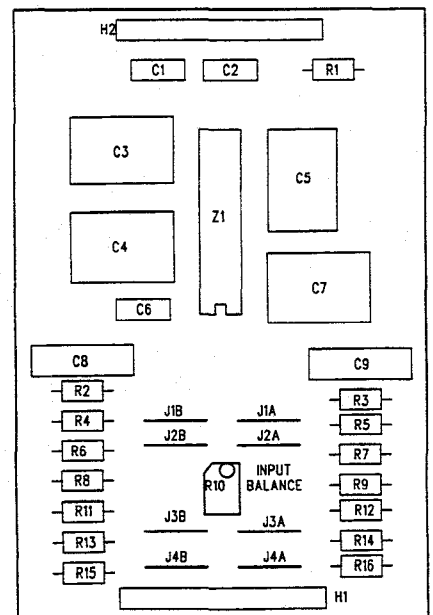 H2
C1 C2 R1
C3
C5
Z1
C4
C7
C6
C8 C9
R2
R3
R4 J1B J1A R5
J2B J2A
R6 R7
INPUT
R8 R10 BALANCE R9
R11 R12
J3B J3A
R13 R14
J4B J4A R16
R15
H1